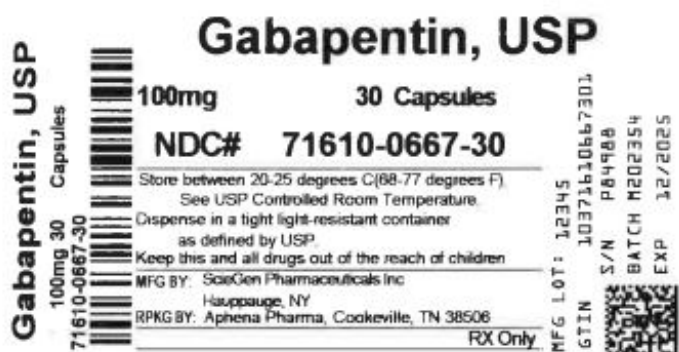 Gabapentin, USP
100mg 30 Capsules
71610-0667-30
Gabapentin, USP
100mg 30 Capsules
NDC# 71610-0667-30
Store between 20-25 degrees C(68-77 degrees F).
See USP Controlled Room Temperature.
Dispense in a tight light-resistant container
as defined by USP.
Keep this and all drugs out of the reach of children
MFG BY: ScieGen Pharmaceuticals Inc
Hauppauge, NY
RPKG BY: Aphena Pharma, Cookeville, TN 38506
RX Only
MFG LOT: 12345
GTIN 10371610667301
S/N P84988
BATCH M202354
EXP 12/2025